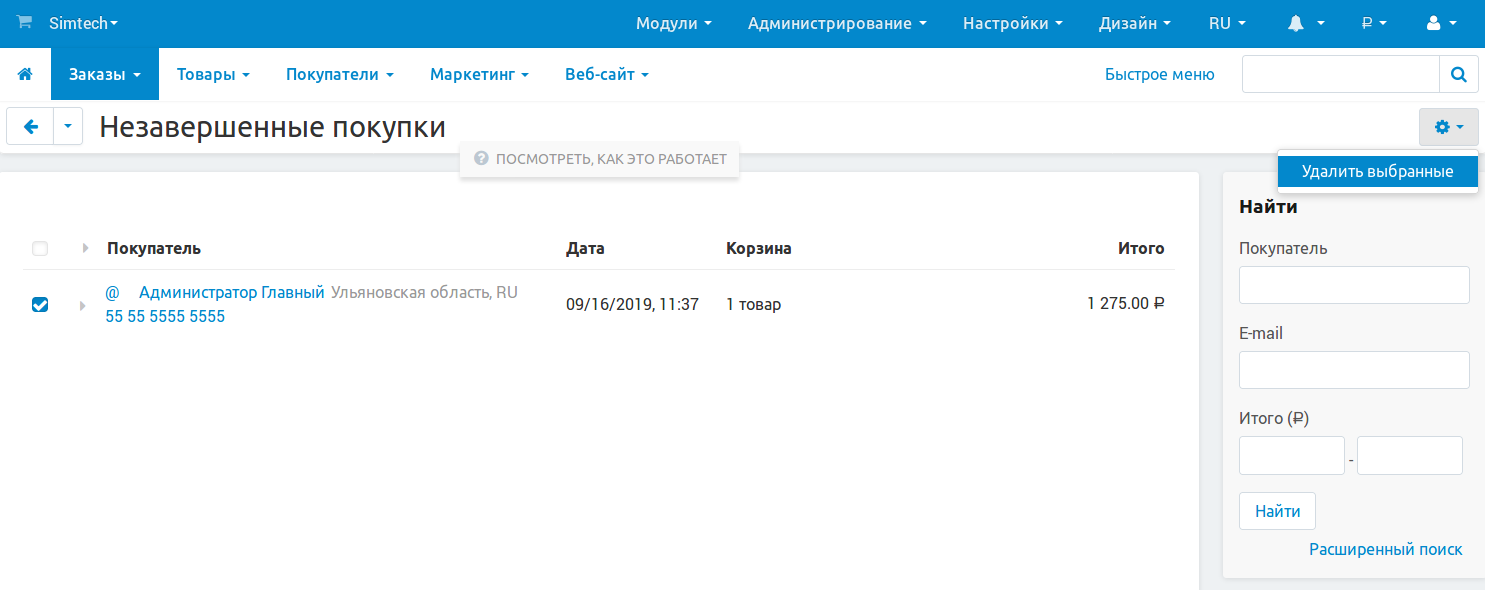 Simtech
Модули Администрирование Настройки Дизайн RU ₽
Заказы Товары Покупатели Маркетинг Веб-сайт Быстрое меню
Незавершенные покупки
ПОСМОТРЕТЬ, КАК ЭТО РАБОТАЕТ
Удалить выбранные
Покупатель Дата Корзина Итого
@ Администратор Главный Ульяновская область, RU
55 55 5555 5555
09/16/2019, 11:37 1 товар 1 275.00 ₽
Найти
Покупатель
E-mail
Итого (₽)
-
Найти
Расширенный поиск